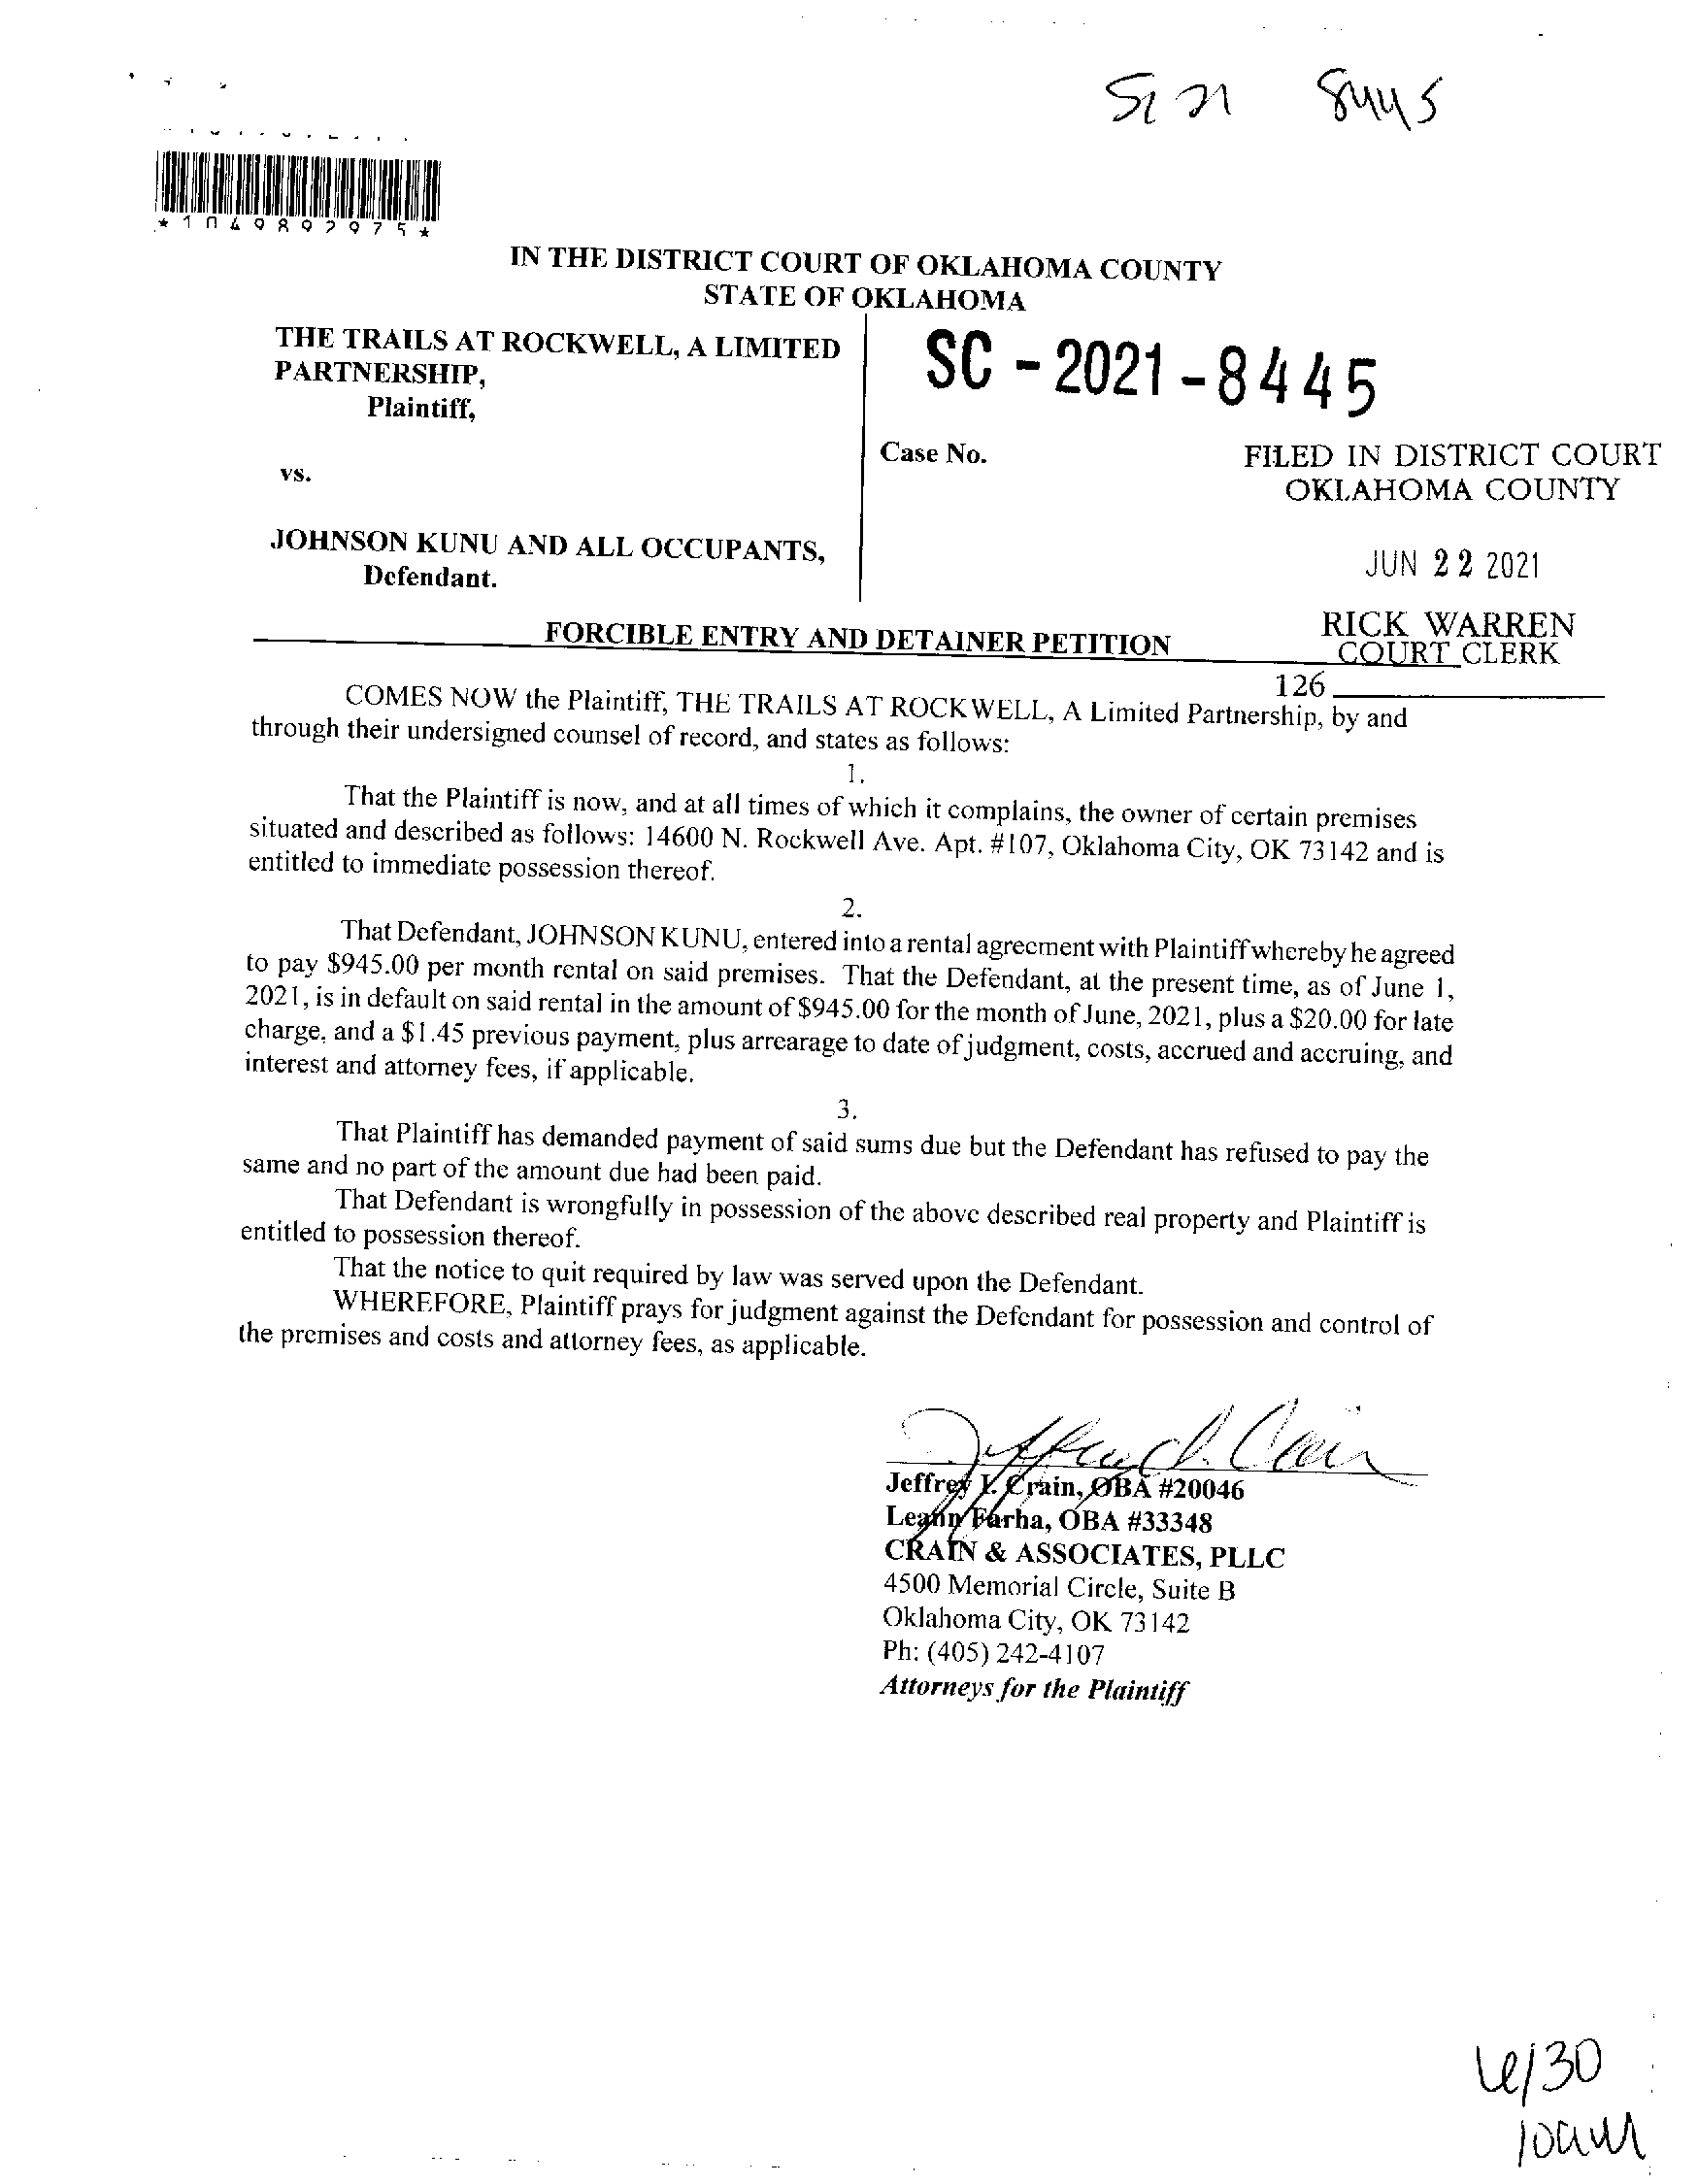 8445
*1049892975*
IN THE DISTRICT COURT OF OKLAHOMA COUNTY
STATE OF OKLAHOMA
THE TRAILS AT ROCKWELL, A LIMITED
PARTNERSHIP,
Plaintiff,
vs.
JOHNSON KUNU AND ALL OCCUPANTS,
Defendant.
SC - 2021 - 8445
Case No.
FILED IN DISTRICT COURT
OKLAHOMA COUNTY
JUN 22 2021
RICK WARREN
COURT CLERK
126
FORCIBLE ENTRY AND DETAINER PETITION
COMES NOW the Plaintiff, THE TRAILS AT ROCKWELL, A Limited Partnership, by and
through their undersigned counsel of record, and states as follows:
1.
That the Plaintiff is now, and at all times of which it complains, the owner of certain premises
situated and described as follows: 14600 N. Rockwell Ave. Apt. #107, Oklahoma City, OK 73142 and is
entitled to immediate possession thereof.
2.
That Defendant, JOHNSON KUNU, entered into a rental agreement with Plaintiff whereby he agreed
to pay $945.00 per month rental on said premises. That the Defendant, at the present time, as of June 1,
2021, is in default on said rental in the amount of $945.00 for the month of June, 2021, plus a $20.00 for late
charge, and a $1.45 previous payment, plus arrearage to date of judgment, costs, accrued and accruing, and
interest and attorney fees, if applicable.
3.
That Plaintiff has demanded payment of said sums due but the Defendant has refused to pay the
same and no part of the amount due had been paid.
That Defendant is wrongfully in possession of the above described real property and Plaintiff is
entitled to possession thereof.
That the notice to quit required by law was served upon the Defendant.
WHEREFORE, Plaintiff prays for judgment against the Defendant for possession and control of
the premises and costs and attorney fees, as applicable.
Jeffrey Crain, OBA #20046
Leann Farha, OBA #33348
CRAIN & ASSOCIATES, PLLC
4500 Memorial Circle, Suite B
Oklahoma City, OK 73142
Ph: (405) 242-4107
Attorneys for the Plaintiff
6/30
10am